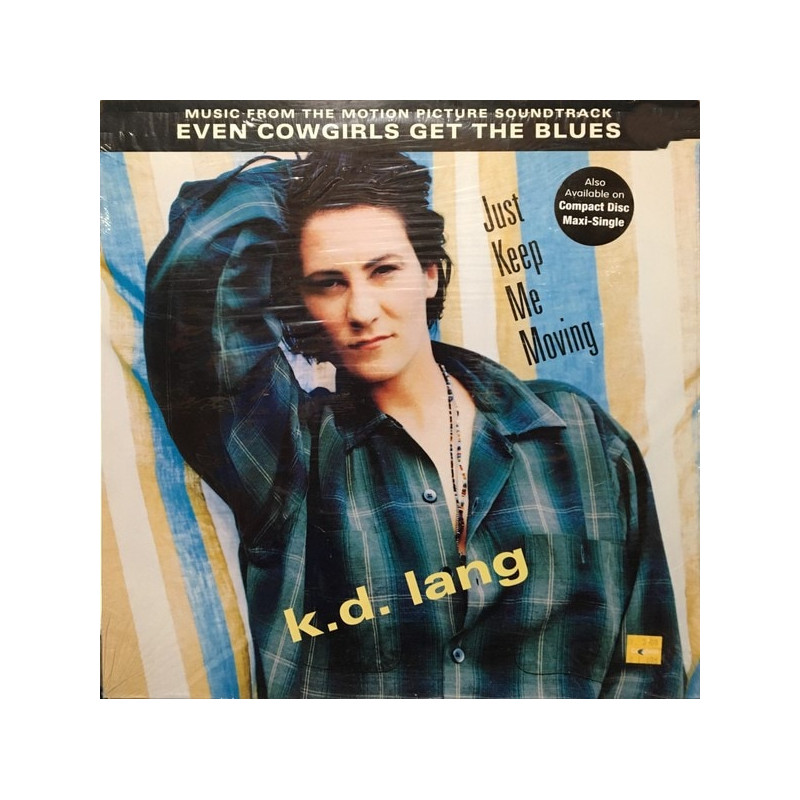 MUSIC FROM THE MOTION PICTURE SOUNDTRACK
EVEN COWGIRLS GET THE BLUES
Also
Available on
Compact Disc
Maxi-Single
Just
Keep
Me
Moving
k.d. lang